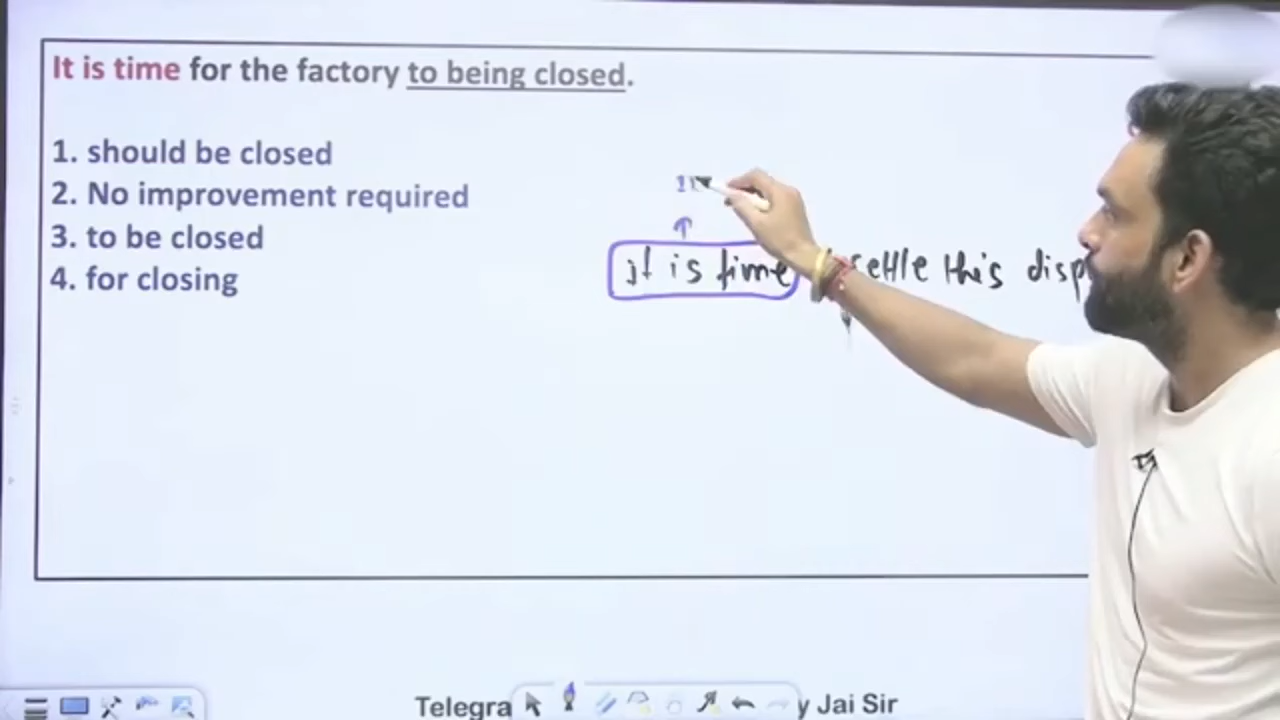 It is time for the factory to being closed.
1. should be closed
2. No improvement required
3. to be closed
4. for closing
it is time settle this
Telegra y Jai Sir